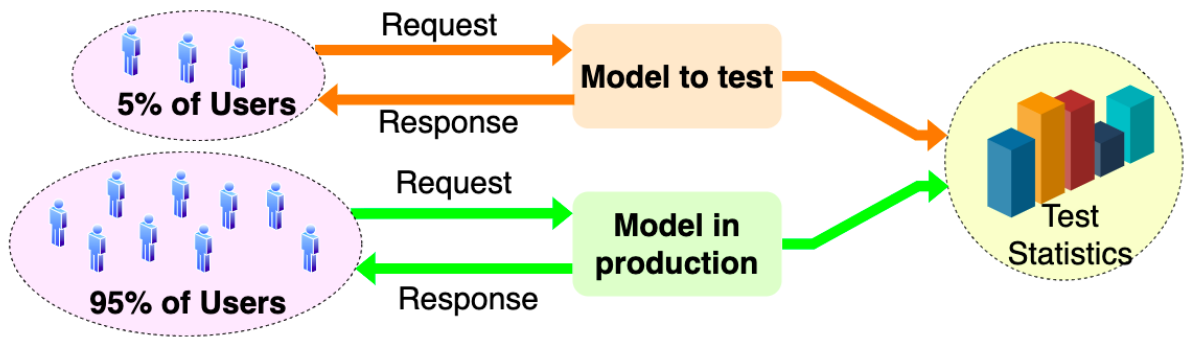 Request
5% of Users
Model to test
Response
Request
95% of Users
Model in
production
Response
Test
Statistics